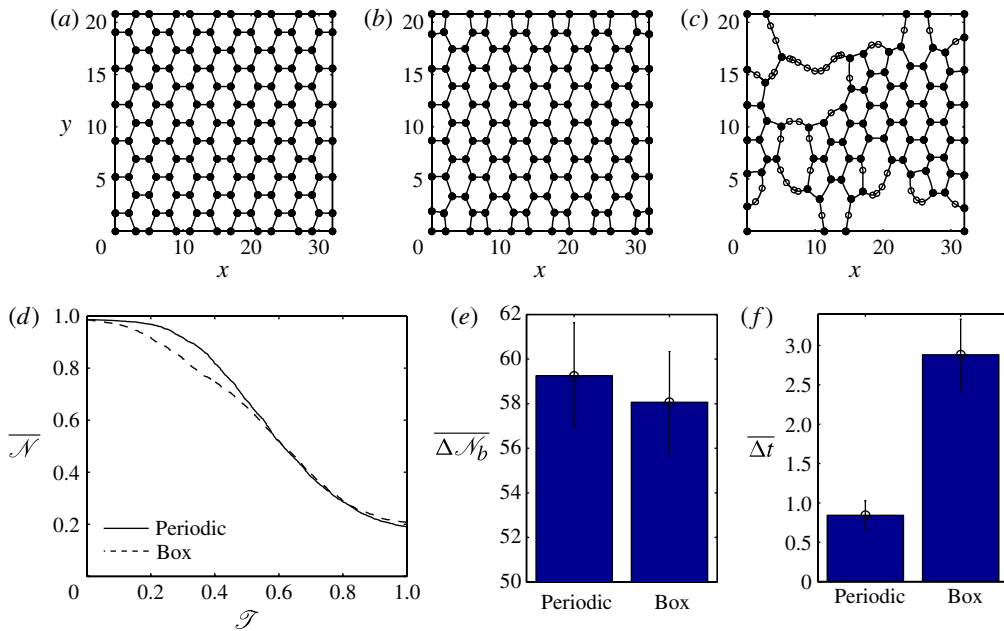 (a)
20
15
y 10
5
0 10 20 30
x
(b)
20
15
10
5
0 10 20 30
x
(c)
20
15
10
5
0 10 20 30
x
(d)
1.0
0.8
0.6
𝒩
0.4
0.2
Periodic
Box
0 0.2 0.4 0.6 0.8 1.0
𝒯
(e)
62
60
58
Δ𝒩b
56
54
52
50
Periodic Box
(f)
3.0
2.5
2.0
Δt
1.5
1.0
0.5
0
Periodic Box